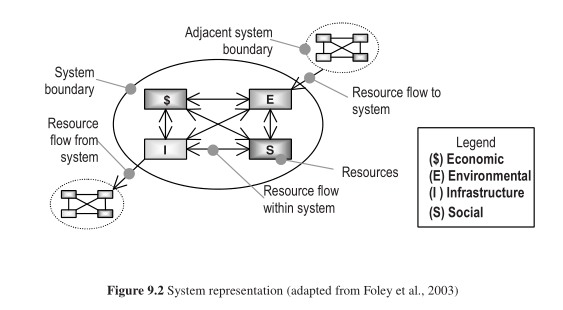 Adjacent system
boundary
System
boundary
$
E
Resource flow to
system
Resource
flow from
system
I
S
Resources
Resource flow
within system
Legend
($) Economic
(E) Environmental
(I ) Infrastructure
(S) Social
Figure 9.2 System representation (adapted from Foley et al., 2003)